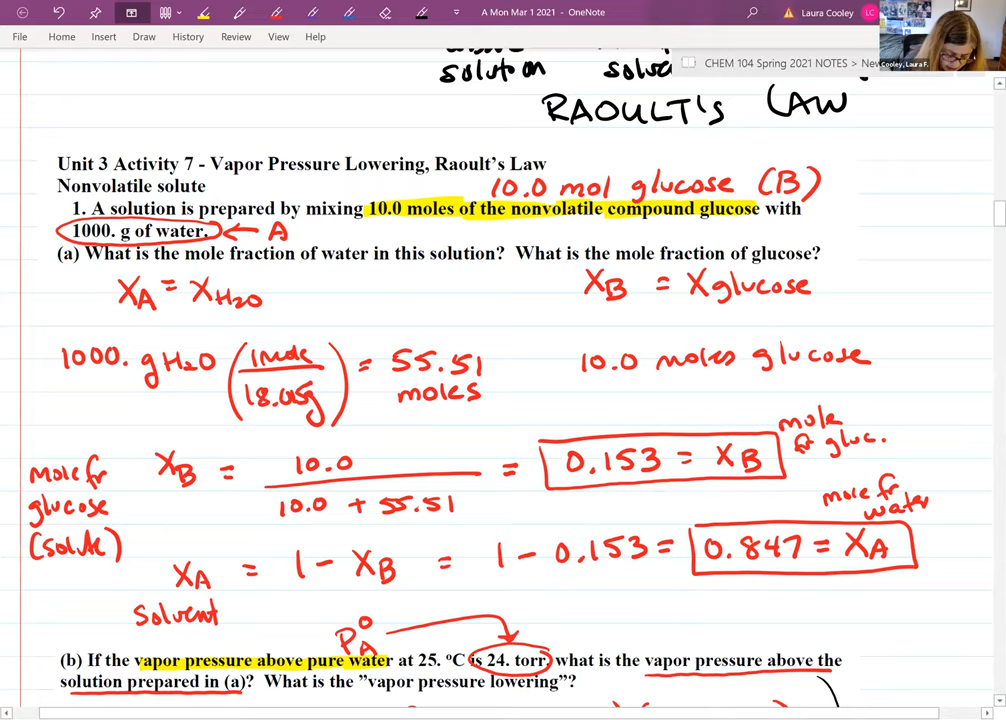 A Mon Mar 1 2021 - OneNote
Laura Cooley
LC
File Home Insert Draw History Review View Help
CHEM 104 Spring 2021 NOTES > New
Cooley, Laura F.
solution
RAOULT'S LAW
Unit 3 Activity 7 - Vapor Pressure Lowering, Raoult's Law
Nonvolatile solute
10.0 mol glucose (B)
1. A solution is prepared by mixing 10.0 moles of the nonvolatile compound glucose with
1000. g of water. ← A
(a) What is the mole fraction of water in this solution? What is the mole fraction of glucose?
XA = XH2O
XB = Xglucose
1000. g H2O (1 mole / 18.015g) = 55.51 moles
10.0 moles glucose
mole fr gluc.
mole fr glucose (solute)
XB = 10.0 / 10.0 + 55.51 = 0.153 = XB
mole fr water
XA = 1 - XB = 1 - 0.153 = 0.847 = XA
Solvent
PA°
(b) If the vapor pressure above pure water at 25. °C is 24. torr, what is the vapor pressure above the
solution prepared in (a)? What is the "vapor pressure lowering"?